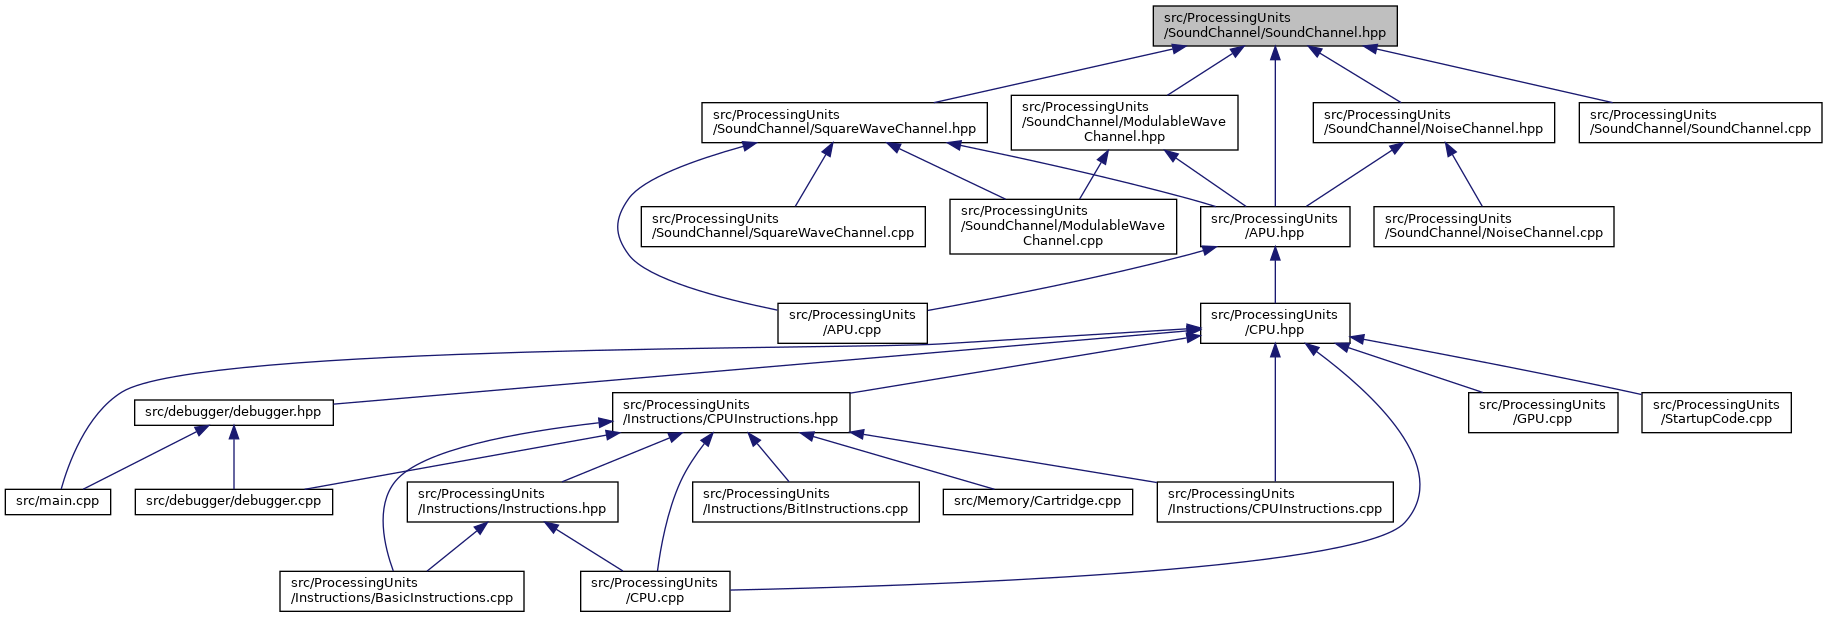 src/ProcessingUnits
/SoundChannel/SoundChannel.hpp
src/ProcessingUnits
/SoundChannel/SquareWaveChannel.hpp
src/ProcessingUnits
/SoundChannel/ModulableWave
Channel.hpp
src/ProcessingUnits
/SoundChannel/NoiseChannel.hpp
src/ProcessingUnits
/SoundChannel/SoundChannel.cpp
src/ProcessingUnits
/SoundChannel/SquareWaveChannel.cpp
src/ProcessingUnits
/SoundChannel/ModulableWave
Channel.cpp
src/ProcessingUnits
/APU.hpp
src/ProcessingUnits
/SoundChannel/NoiseChannel.cpp
src/ProcessingUnits
/APU.cpp
src/ProcessingUnits
/CPU.hpp
src/debugger/debugger.hpp
src/ProcessingUnits
/Instructions/CPUInstructions.hpp
src/ProcessingUnits
/GPU.cpp
src/ProcessingUnits
/StartupCode.cpp
src/main.cpp
src/debugger/debugger.cpp
src/ProcessingUnits
/Instructions/Instructions.hpp
src/ProcessingUnits
/Instructions/BitInstructions.cpp
src/Memory/Cartridge.cpp
src/ProcessingUnits
/Instructions/CPUInstructions.cpp
src/ProcessingUnits
/Instructions/BasicInstructions.cpp
src/ProcessingUnits
/CPU.cpp